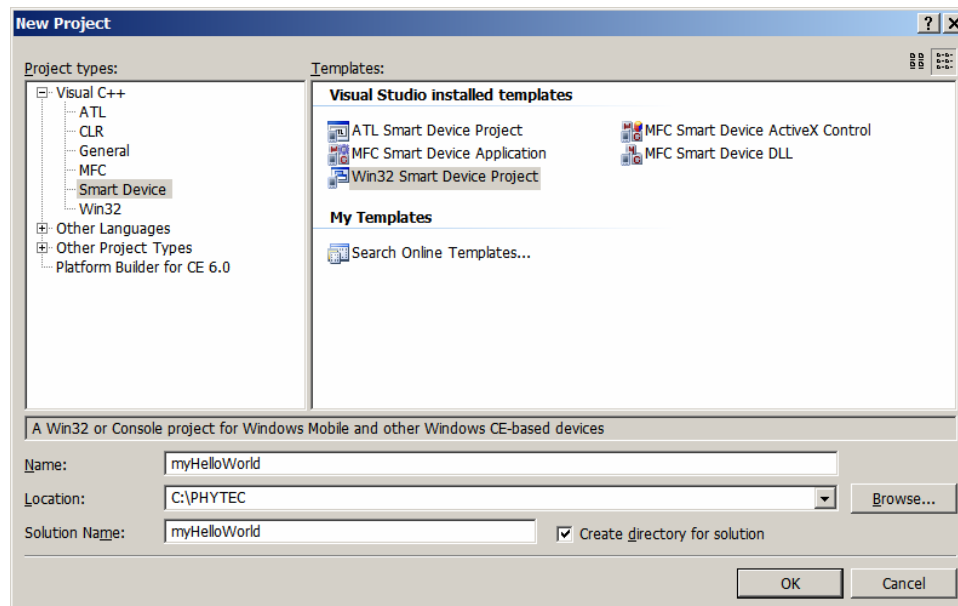 New Project
Project types:
Templates:
Visual C++
ATL
CLR
General
MFC
Smart Device
Win32
Other Languages
Other Project Types
Platform Builder for CE 6.0
Visual Studio installed templates
ATL Smart Device Project
MFC Smart Device ActiveX Control
MFC Smart Device Application
MFC Smart Device DLL
Win32 Smart Device Project
My Templates
Search Online Templates...
A Win32 or Console project for Windows Mobile and other Windows CE-based devices
Name:
myHelloWorld
Location:
C:\PHYTEC
Browse...
Solution Name:
myHelloWorld
Create directory for solution
OK
Cancel